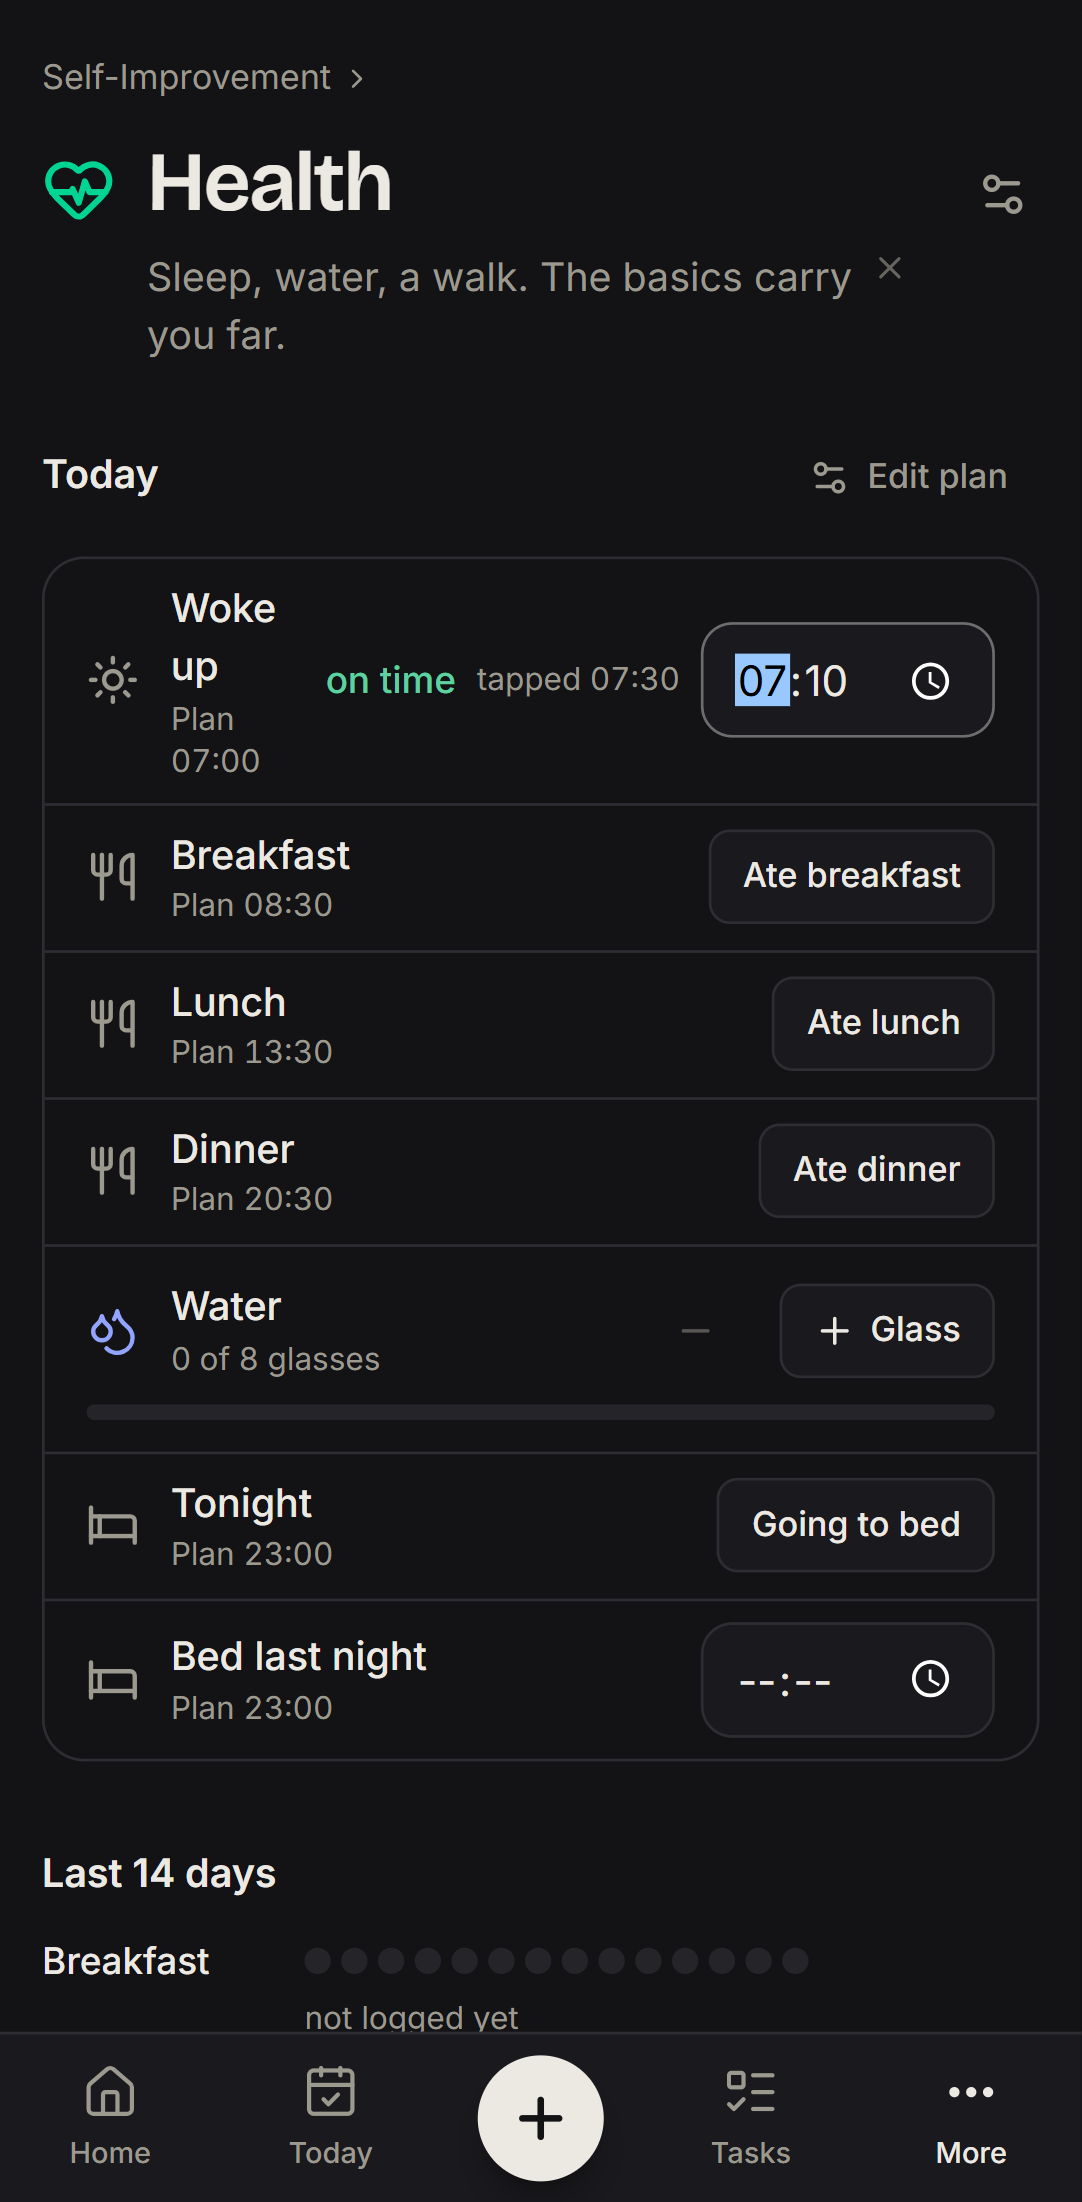 Self-Improvement >
Health
Sleep, water, a walk. The basics carry
you far.
Today
Edit plan
Woke
up
Plan
07:00
on time
tapped 07:30
07:10
Breakfast
Plan 08:30
Ate breakfast
Lunch
Plan 13:30
Ate lunch
Dinner
Plan 20:30
Ate dinner
Water
0 of 8 glasses
Glass
Tonight
Plan 23:00
Going to bed
Bed last night
Plan 23:00
--:--
Last 14 days
Breakfast
not logged yet
Home
Today
Tasks
More